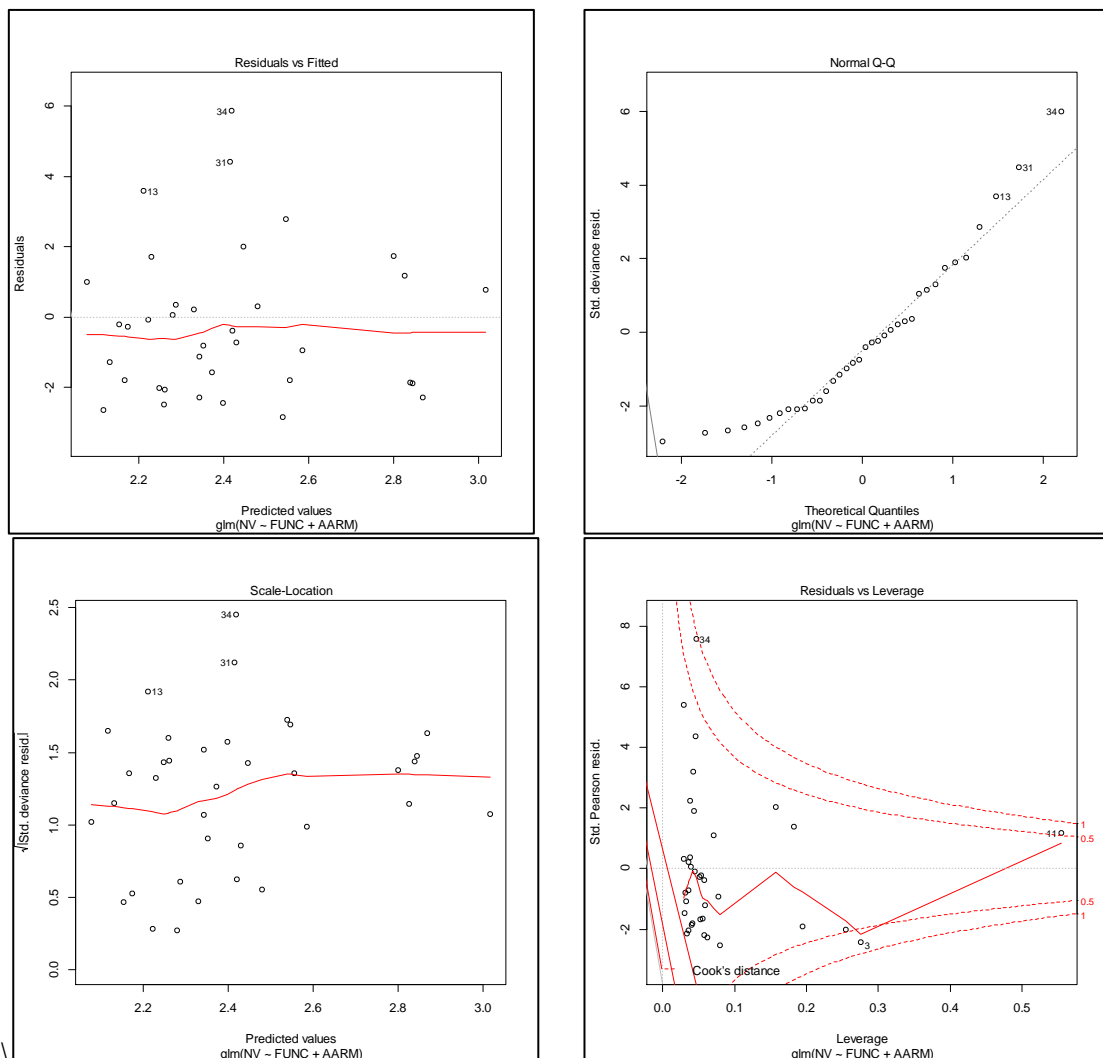 Residuals vs Fitted
6
4
2
0
-2
34
31
13
Residuals
2.2 2.4 2.6 2.8 3.0
Predicted values
glm(NV ~ FUNC + AARM)
Normal Q-Q
6
4
2
0
-2
34
31
13
Std. deviance resid.
-2 -1 0 1 2
Theoretical Quantiles
glm(NV ~ FUNC + AARM)
Scale-Location
2.5
2.0
1.5
1.0
0.5
0.0
34
31
13
√|Std. deviance resid.|
2.2 2.4 2.6 2.8 3.0
Predicted values
glm(NV ~ FUNC + AARM)
\
Residuals vs Leverage
8
6
4
2
0
-2
34
11
3
1
0.5
0.5
1
Std. Pearson resid.
Cook's distance
0.0 0.1 0.2 0.3 0.4 0.5
Leverage
glm(NV ~ FUNC + AARM)